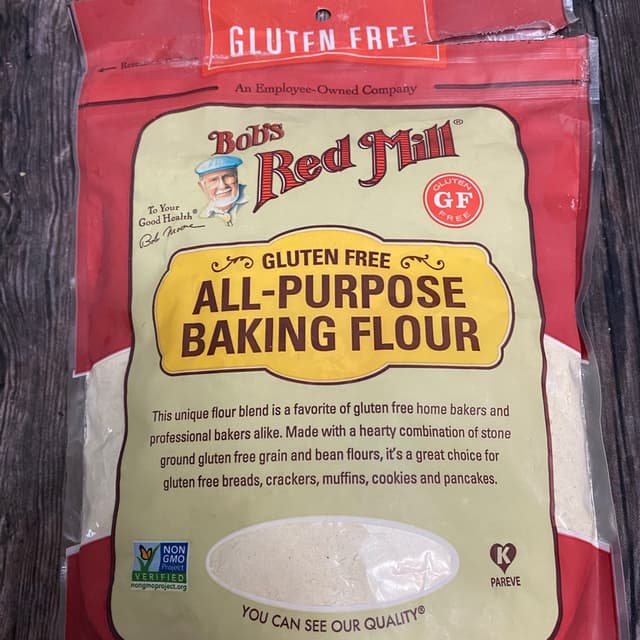 GLUTEN FREE
An Employee-Owned Company
Bob's
Red Mill®
To Your
Good Health®
Bob Moore
GLUTEN
GF
FREE
GLUTEN FREE
ALL-PURPOSE
BAKING FLOUR
This unique flour blend is a favorite of gluten free home bakers and
professional bakers alike. Made with a hearty combination of stone
ground gluten free grain and bean flours, it's a great choice for
gluten free breads, crackers, muffins, cookies and pancakes.
NON
GMO
Project
VERIFIED
nongmoproject.org
K
PAREVE
YOU CAN SEE OUR QUALITY®